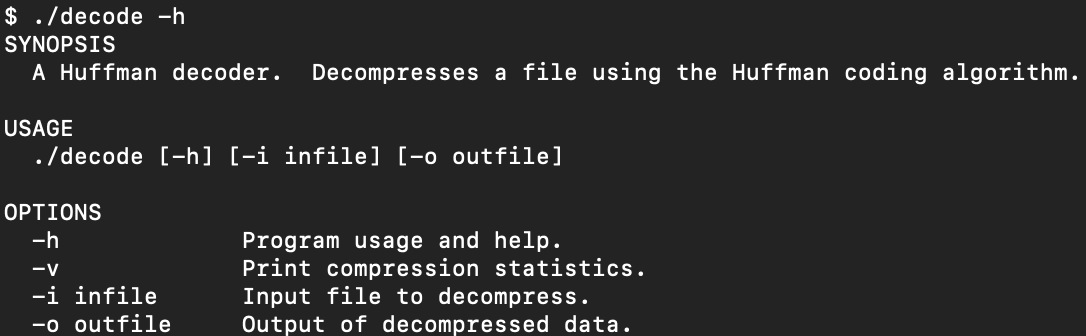 $ ./decode -h
SYNOPSIS
  A Huffman decoder.  Decompresses a file using the Huffman coding algorithm.

USAGE
  ./decode [-h] [-i infile] [-o outfile]

OPTIONS
  -h             Program usage and help.
  -v             Print compression statistics.
  -i infile      Input file to decompress.
  -o outfile     Output of decompressed data.